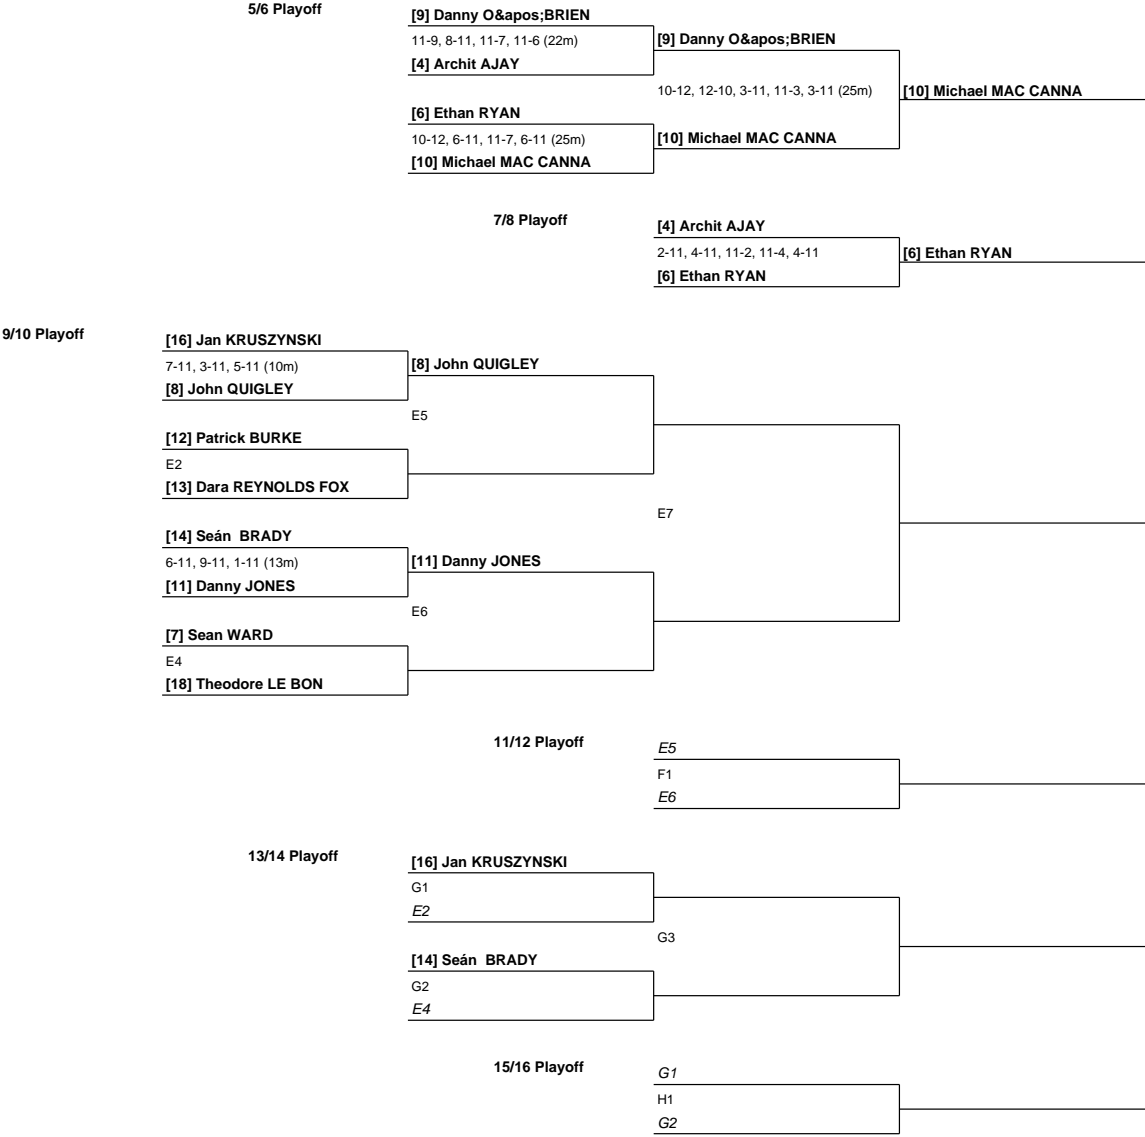 5/6 Playoff
[9] Danny O&apos;BRIEN
11-9, 8-11, 11-7, 11-6 (22m)
[4] Archit AJAY
[9] Danny O&apos;BRIEN
10-12, 12-10, 3-11, 11-3, 3-11 (25m)
[10] Michael MAC CANNA
[6] Ethan RYAN
10-12, 6-11, 11-7, 6-11 (25m)
[10] Michael MAC CANNA
[10] Michael MAC CANNA
7/8 Playoff
[4] Archit AJAY
2-11, 4-11, 11-2, 11-4, 4-11
[6] Ethan RYAN
[6] Ethan RYAN
9/10 Playoff
[16] Jan KRUSZYNSKI
7-11, 3-11, 5-11 (10m)
[8] John QUIGLEY
[8] John QUIGLEY
E5
[12] Patrick BURKE
E2
[13] Dara REYNOLDS FOX
E7
[14] Seán  BRADY
6-11, 9-11, 1-11 (13m)
[11] Danny JONES
[11] Danny JONES
E6
[7] Sean WARD
E4
[18] Theodore LE BON
11/12 Playoff
E5
F1
E6
13/14 Playoff
[16] Jan KRUSZYNSKI
G1
E2
G3
[14] Seán  BRADY
G2
E4
15/16 Playoff
G1
H1
G2